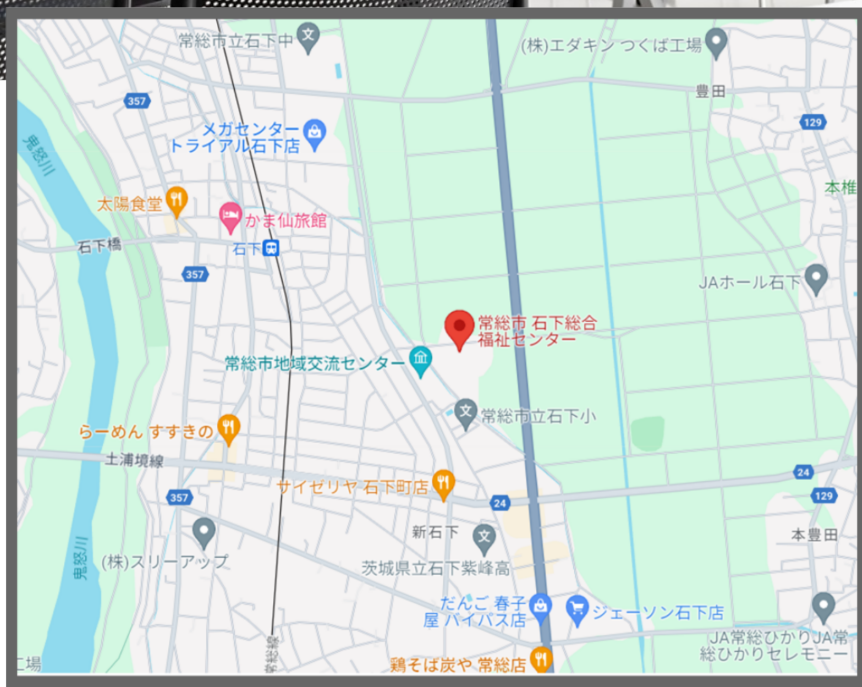 常総市立石下中
(株)エダキン つくば工場
357
豊田
129
メガセンター
トライアル石下店
鬼怒川
本椎
太陽食堂
かま仙旅館
石下橋
石下
357
JAホール石下
常総市 石下総合
福祉センター
常総市地域交流センター
常総市立石下小
らーめん すすきの
土浦境線
24
サイゼリヤ 石下町店
357
24
129
新石下
本豊田
(株)スリーアップ
茨城県立石下紫峰高
鬼怒川
だんご 春子
屋 バイパス店
ジェーソン石下店
JA常総ひかりJA常
総ひかりセレモニー
常総線
工場
鶏そば炭や 常総店